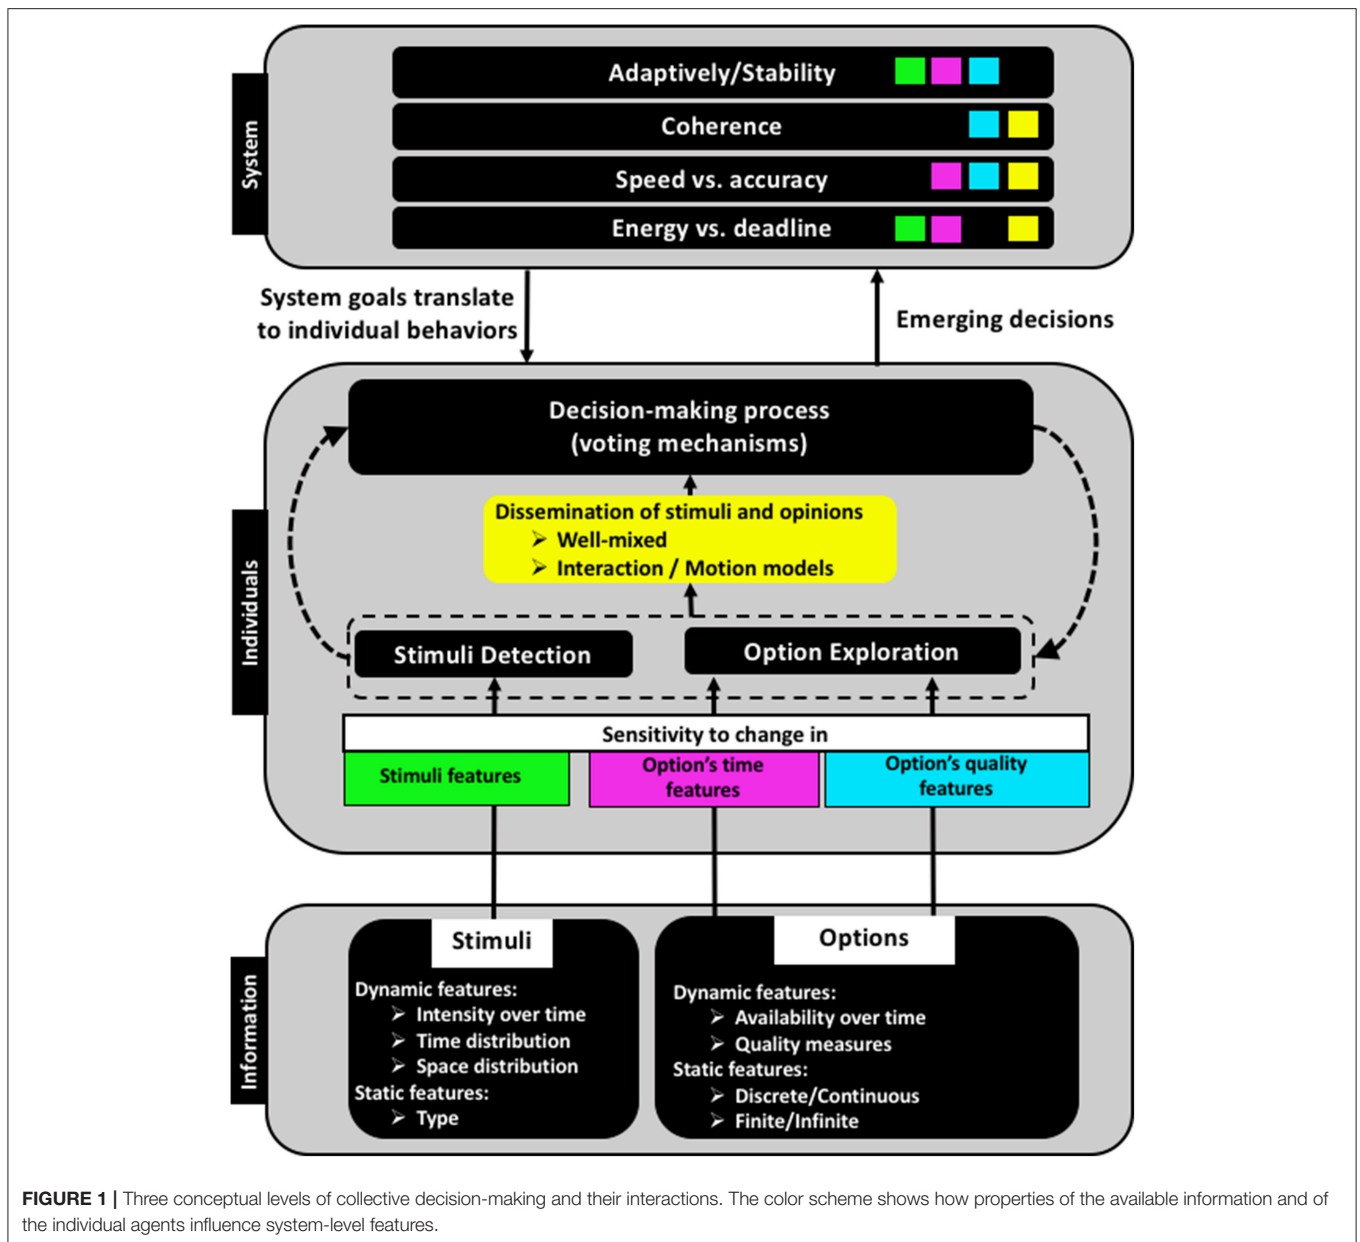 System
Adaptively/Stability
Coherence
Speed vs. accuracy
Energy vs. deadline
System goals translate
to individual behaviors
Emerging decisions
Individuals
Decision-making process
(voting mechanisms)
Dissemination of stimuli and opinions
➢ Well-mixed
➢ Interaction / Motion models
Stimuli Detection
Option Exploration
Sensitivity to change in
Stimuli features
Option's time
features
Option's quality
features
Information
Stimuli
Dynamic features:
➢ Intensity over time
➢ Time distribution
➢ Space distribution
Static features:
➢ Type
Options
Dynamic features:
➢ Availability over time
➢ Quality measures
Static features:
➢ Discrete/Continuous
➢ Finite/Infinite
FIGURE 1 | Three conceptual levels of collective decision-making and their interactions. The color scheme shows how properties of the available information and of
the individual agents influence system-level features.